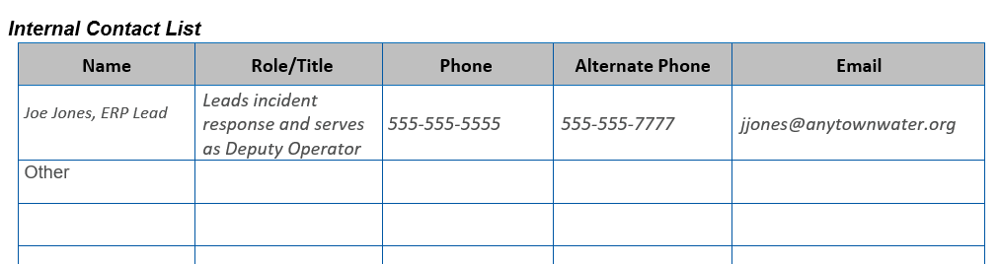 Internal Contact List
Name Role/Title Phone Alternate Phone Email
Joe Jones, ERP Lead
Leads incident
response and serves
as Deputy Operator
555-555-5555
555-555-7777
jjones@anytownwater.org
Other